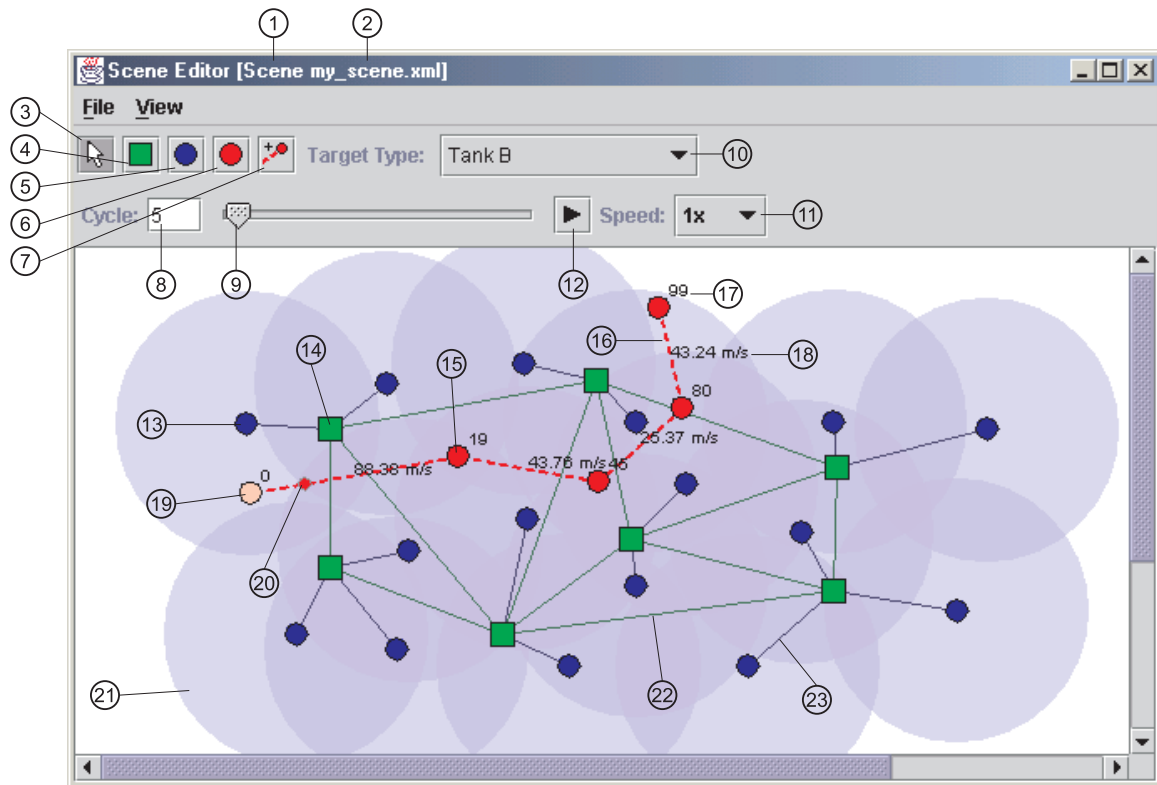 1 2
Scene Editor [Scene my_scene.xml]
3 File View
4 Target Type: Tank B 10
5
6 Cycle: 5 1x Speed: 11
7 8 9 12
99 17
16 43.24 m/s 18
14 15
80
13 19 25.37 m/s
0 88.38 m/s 43.76 m/s 45
19
20
21 22 23